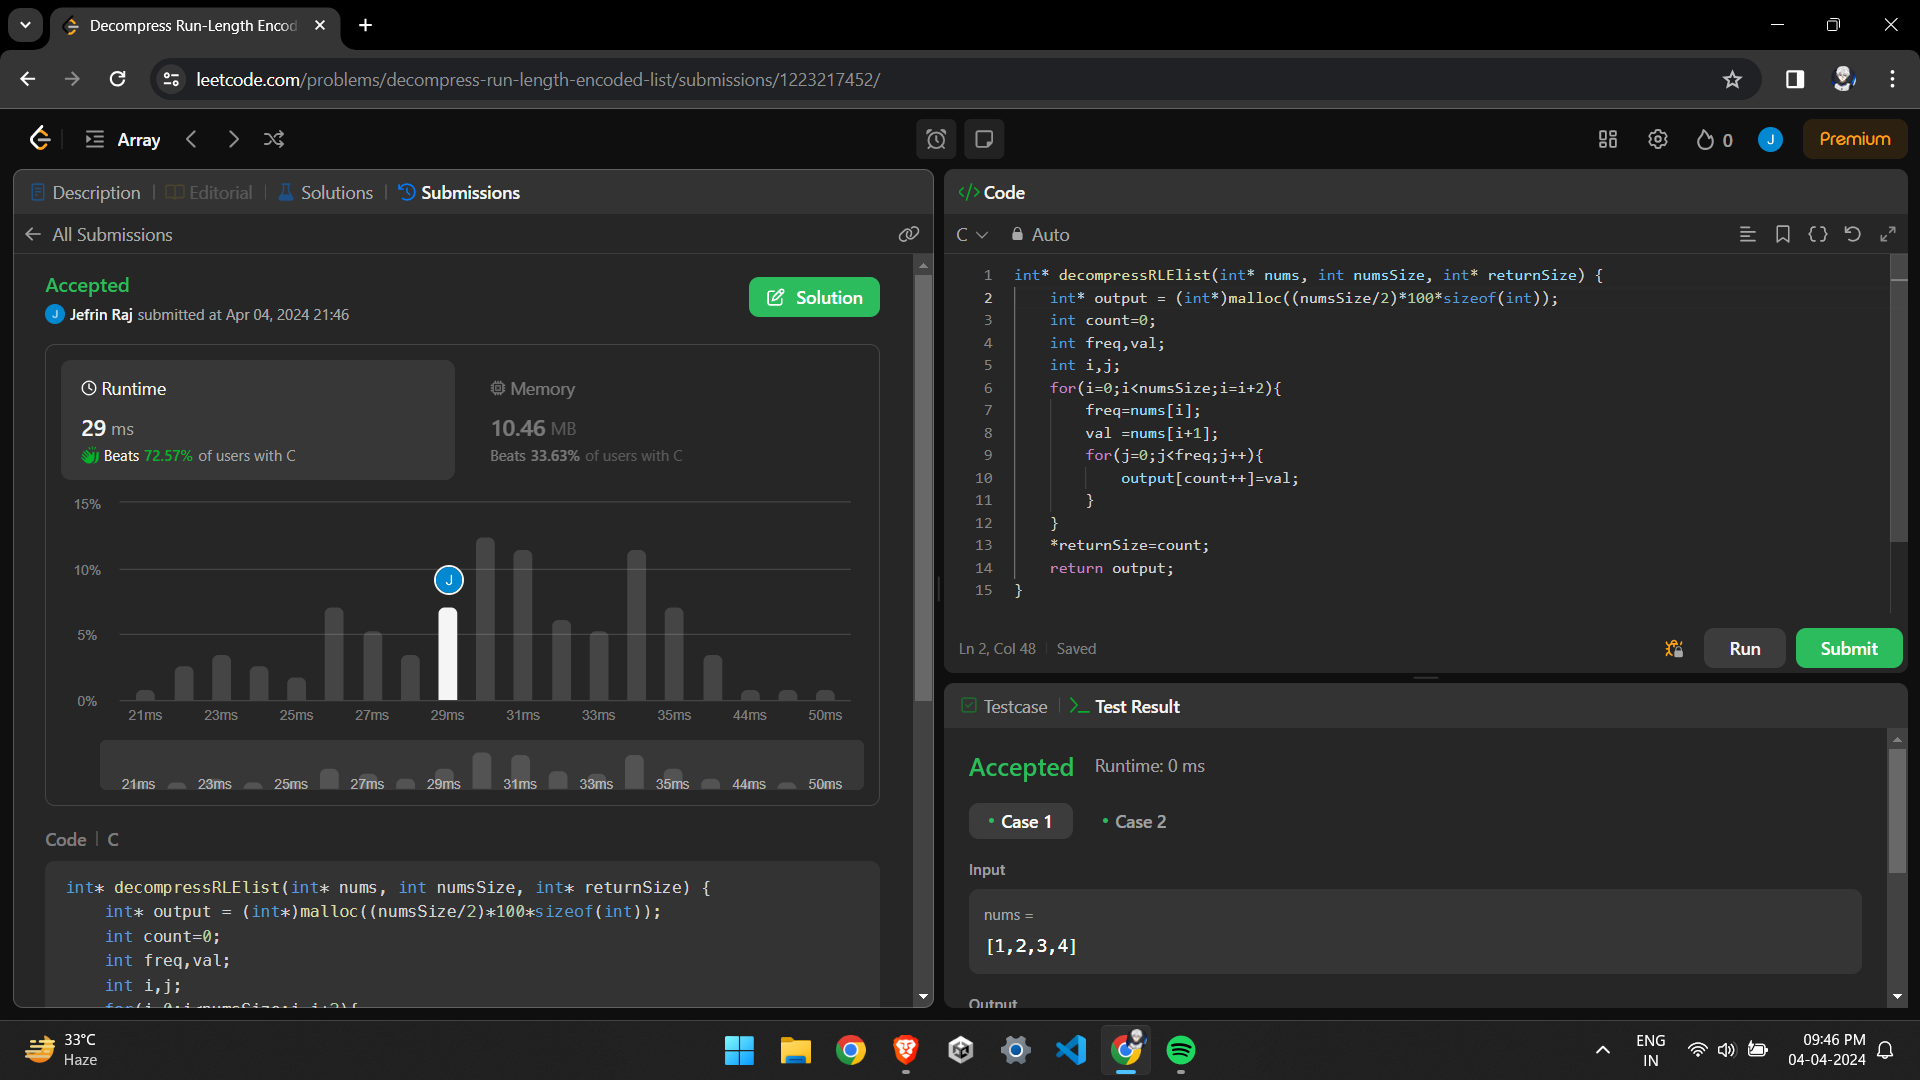 Decompress Run-Length Encod
leetcode.com/problems/decompress-run-length-encoded-list/submissions/1223217452/
Array
0
J
Premium
Description
Editorial
Solutions
Submissions
All Submissions
Accepted
J Jefrin Raj submitted at Apr 04, 2024 21:46
Solution
Runtime
29 ms
Beats 72.57% of users with C
Memory
10.46 MB
Beats 33.63% of users with C
15%
10%
5%
0%
J
21ms 23ms 25ms 27ms 29ms 31ms 33ms 35ms 44ms 50ms
21ms 23ms 25ms 27ms 29ms 31ms 33ms 35ms 44ms 50ms
Code | C
int* decompressRLElist(int* nums, int numsSize, int* returnSize) {
int* output = (int*)malloc((numsSize/2)*100*sizeof(int));
int count=0;
int freq,val;
int i,j;
for(i=0;i<numsSize;i=i+2){
</> Code
C
Auto
1 int* decompressRLElist(int* nums, int numsSize, int* returnSize) {
2 int* output = (int*)malloc((numsSize/2)*100*sizeof(int));
3 int count=0;
4 int freq,val;
5 int i,j;
6 for(i=0;i<numsSize;i=i+2){
7 freq=nums[i];
8 val =nums[i+1];
9 for(j=0;j<freq;j++){
10 output[count++]=val;
11 }
12 }
13 *returnSize=count;
14 return output;
15 }
Ln 2, Col 48 | Saved
Run
Submit
Testcase
Test Result
Accepted Runtime: 0 ms
Case 1
Case 2
Input
nums =
[1,2,3,4]
Output
33°C
Haze
ENG
IN
09:46 PM
04-04-2024